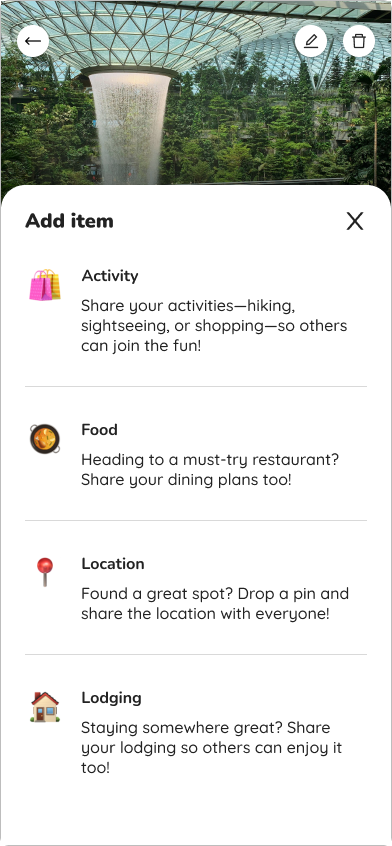 Add item
Activity
Share your activities—hiking,
sightseeing, or shopping—so others
can join the fun!
Food
Heading to a must-try restaurant?
Share your dining plans too!
Location
Found a great spot? Drop a pin and
share the location with everyone!
Lodging
Staying somewhere great? Share
your lodging so others can enjoy it
too!